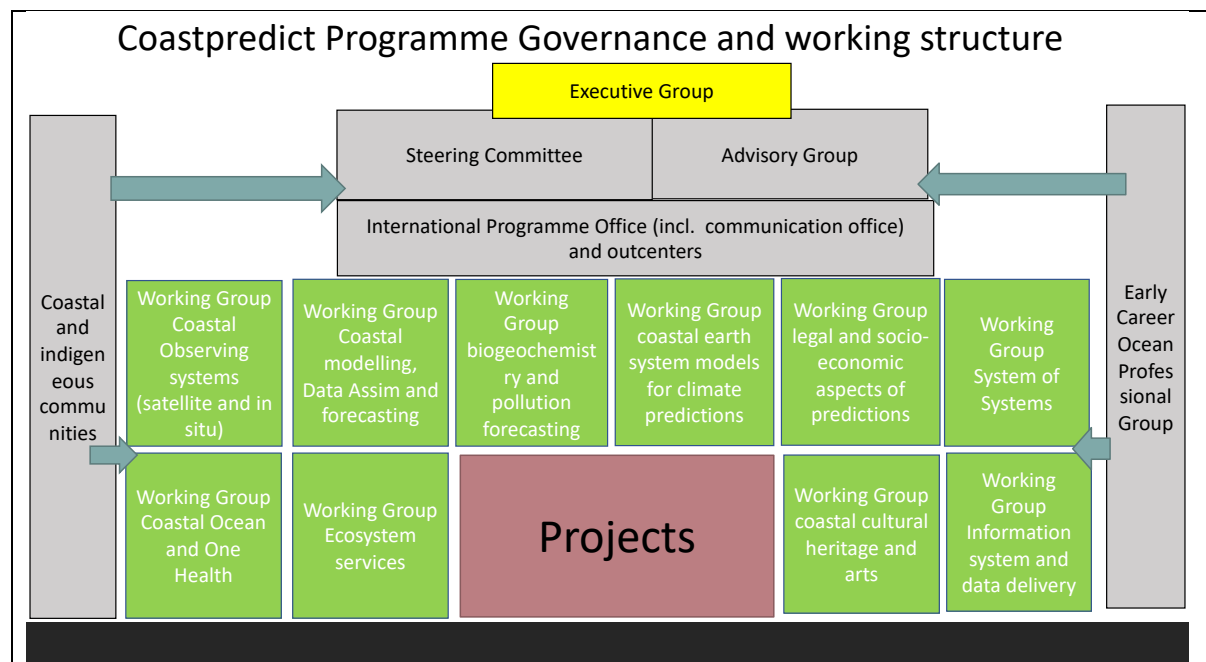 Coastpredict Programme Governance and working structure
Executive Group
Steering Committee
Advisory Group
International Programme Office (incl. communication office)
and outcenters
Coastal
and
indigen
eous
commu
nities
Working Group
Coastal
Observing
systems
(satellite and in
situ)
Working Group
Coastal
modelling,
Data Assim and
forecasting
Working
Group
biogeochemist
ry and
pollution
forecasting
Working Group
coastal earth
system models
for climate
predictions
Working Group
legal and socio-
economic
aspects of
predictions
Working
Group
System of
Systems
Early
Career
Ocean
Profes
sional
Group
Working Group
Coastal Ocean
and One
Health
Working Group
Ecosystem
services
Projects
Working Group
coastal cultural
heritage and
arts
Working
Group
Information
system and
data delivery